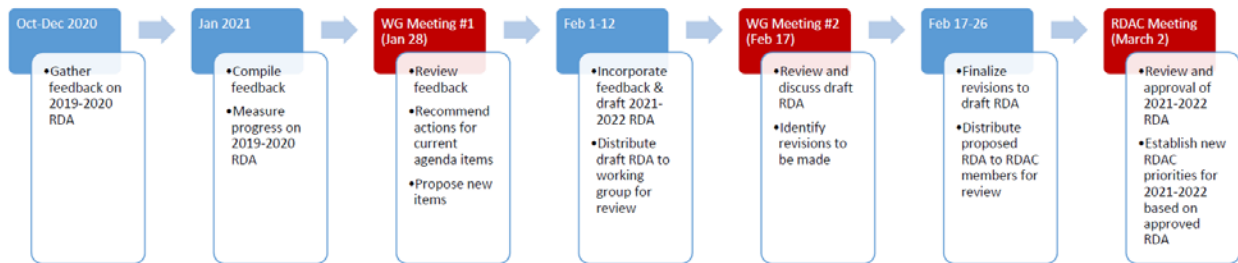 Oct-Dec 2020
•Gather
feedback on
2019-2020
RDA
Jan 2021
•Compile
feedback
•Measure
progress on
2019-2020
RDA
WG Meeting #1
(Jan 28)
•Review
feedback
•Recommend
actions for
current
agenda items
•Propose new
items
Feb 1-12
•Incorporate
feedback &
draft 2021-
2022 RDA
•Distribute
draft RDA to
working
group for
review
WG Meeting #2
(Feb 17)
•Review and
discuss draft
RDA
•Identify
revisions to
be made
Feb 17-26
•Finalize
revisions to
draft RDA
•Distribute
proposed
RDA to RDAC
members for
review
RDAC Meeting
(March 2)
•Review and
approval of
2021-2022
RDA
•Establish new
RDAC
priorities for
2021-2022
based on
approved
RDA